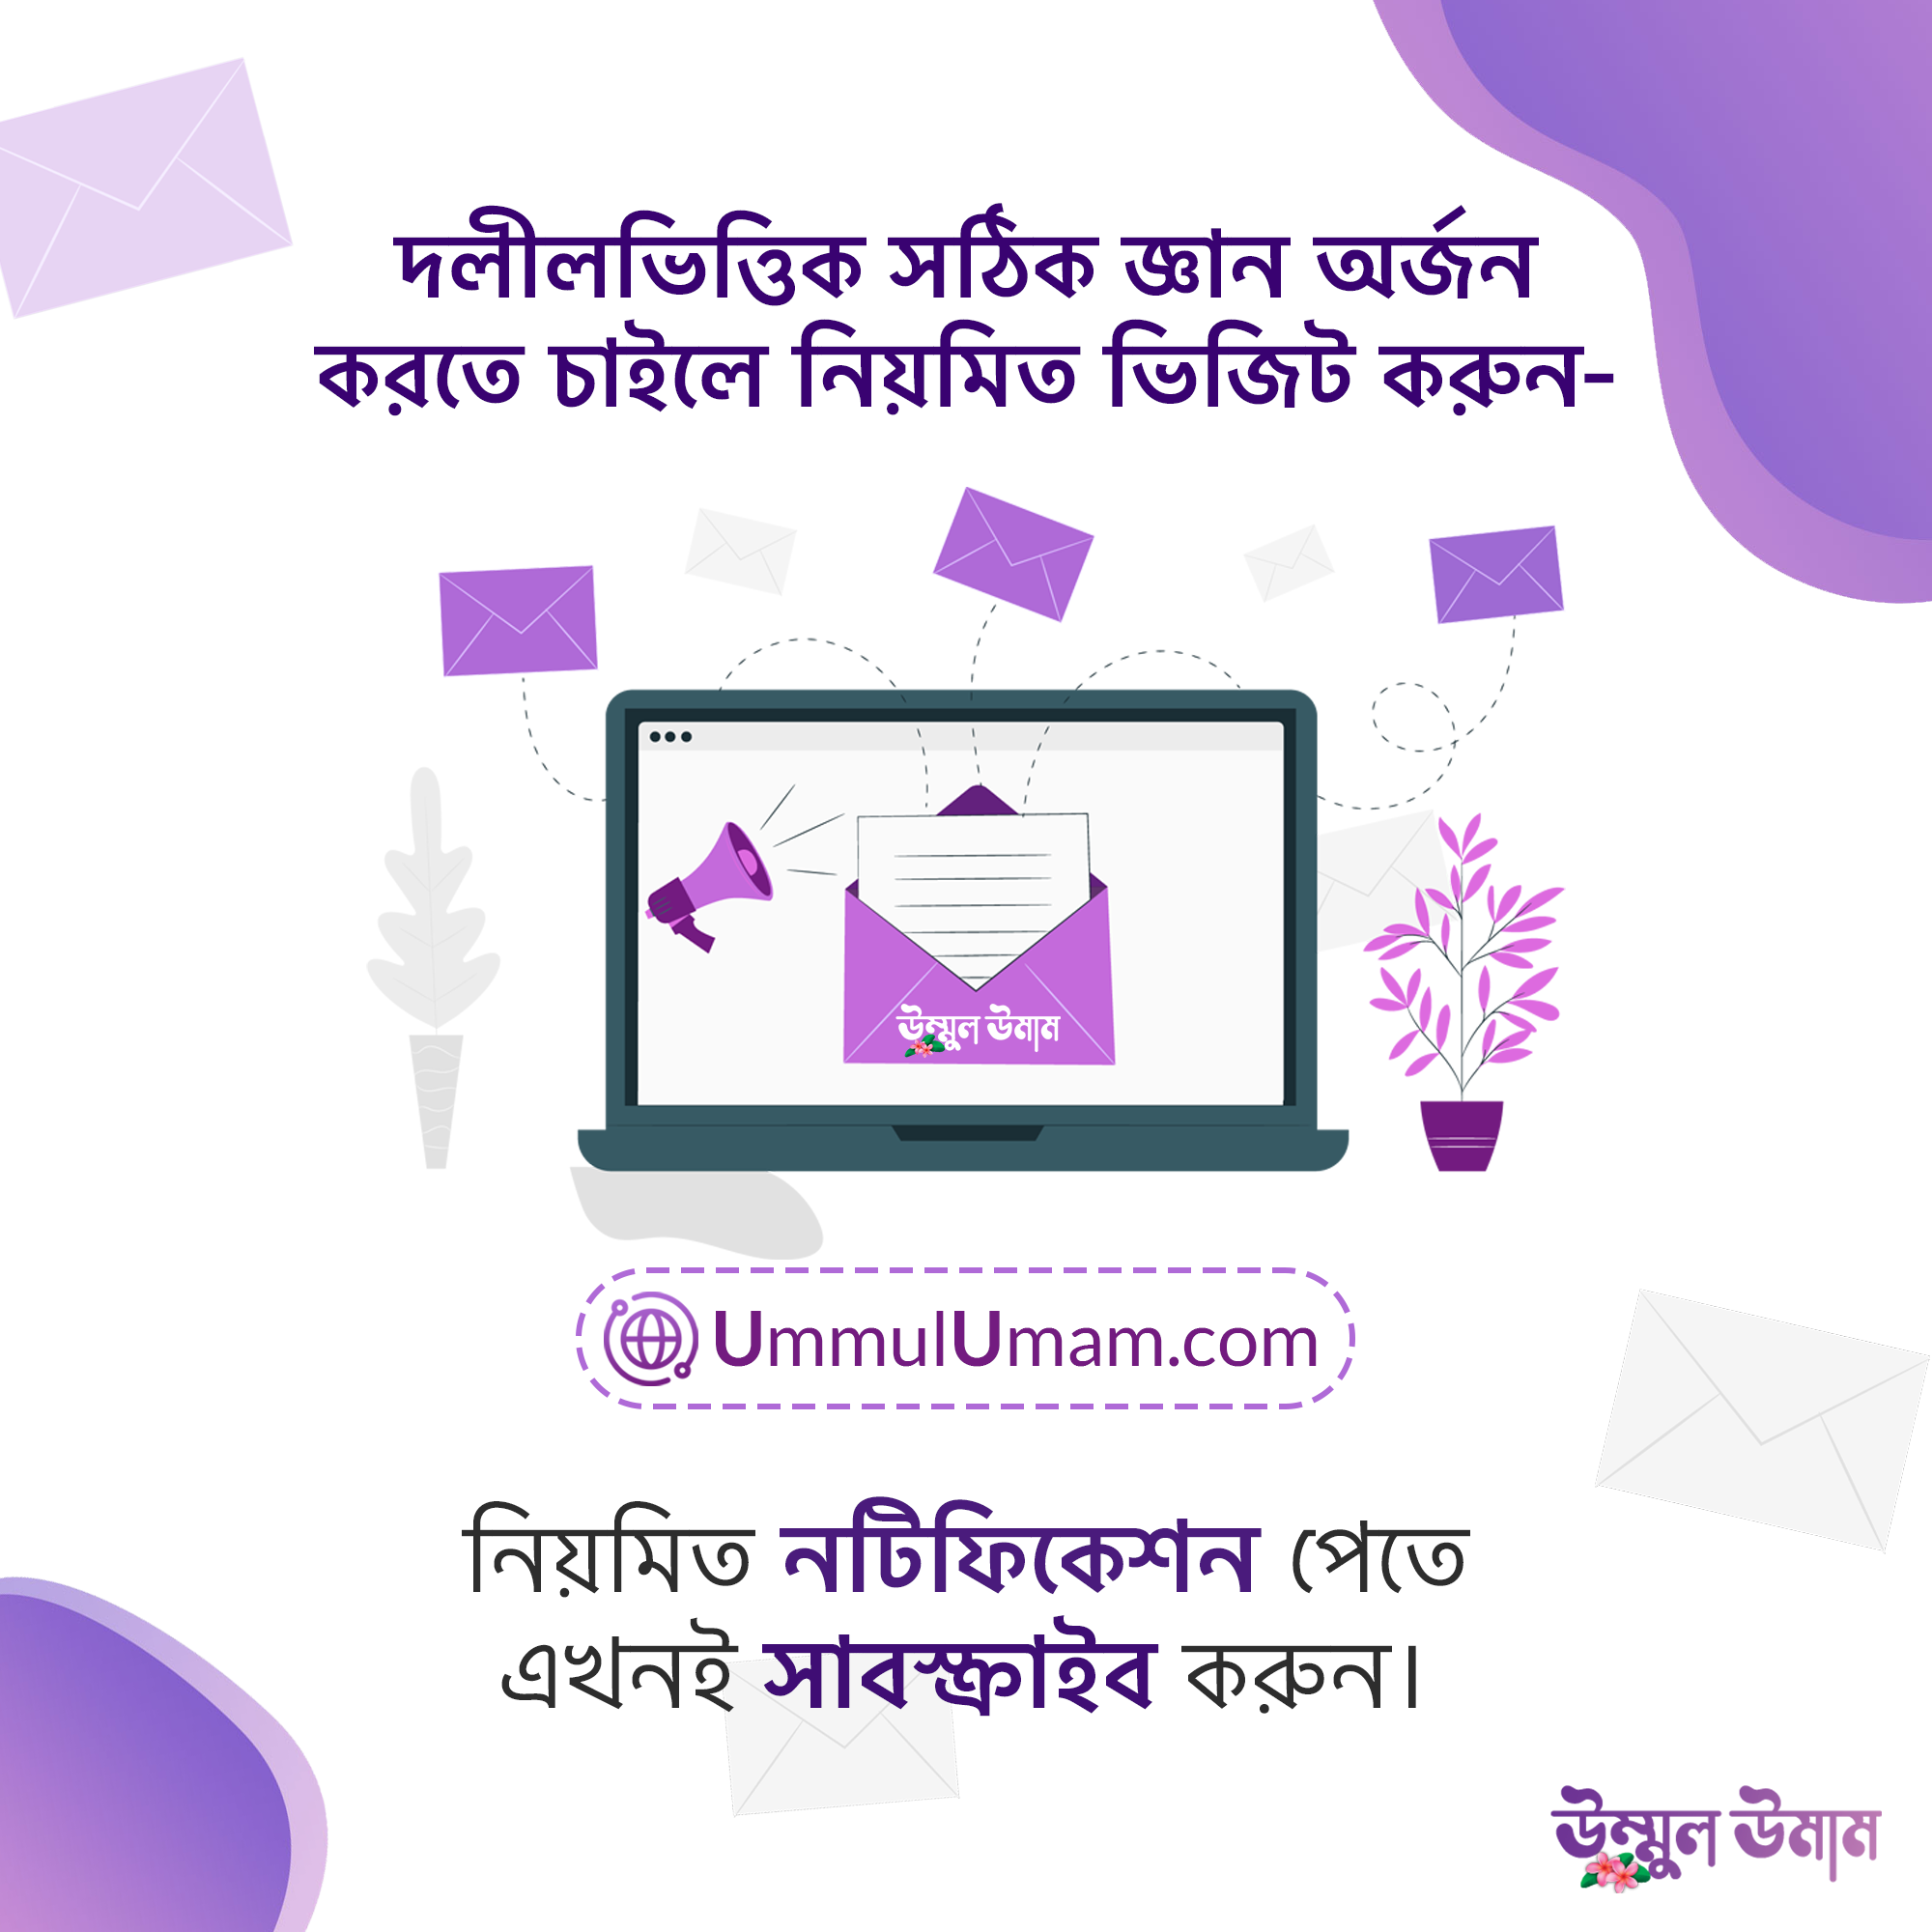 দলীলভিত্তিক সঠিক জ্ঞান অর্জন
করতে চাইলে নিয়মিত ভিজিট করুন-
উম্মুল উমাম
UmmulUmam.com
নিয়মিত নটিফিকেশন পেতে
এখনই সাবস্ক্রাইব করুন।
উম্মুল উমাম